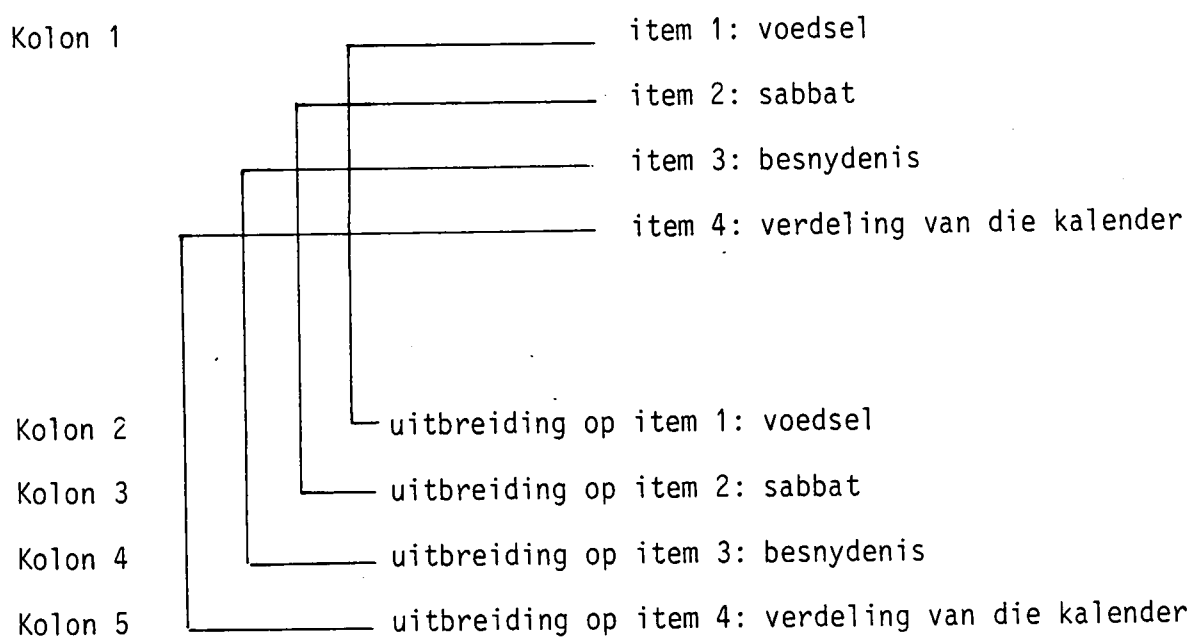 Kolon 1 item 1: voedsel
item 2: sabbat
item 3: besnydenis
item 4: verdeling van die kalender
Kolon 2 uitbreiding op item 1: voedsel
Kolon 3 uitbreiding op item 2: sabbat
Kolon 4 uitbreiding op item 3: besnydenis
Kolon 5 uitbreiding op item 4: verdeling van die kalender